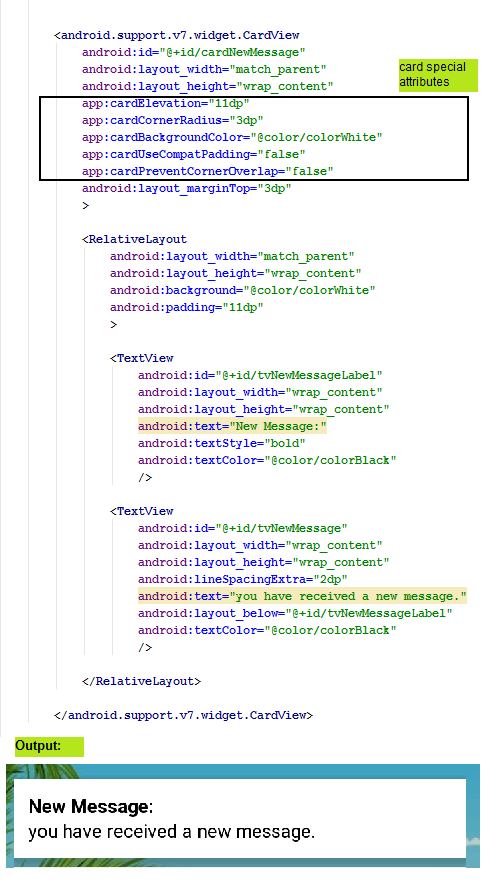 <android.support.v7.widget.CardView
android:id="@+id/cardNewMessage"
android:layout_width="match_parent"
android:layout_height="wrap_content"
card special
attributes
app:cardElevation="11dp"
app:cardCornerRadius="3dp"
app:cardBackgroundColor="@color/colorWhite"
app:cardUseCompatPadding="false"
app:cardPreventCornerOverlap="false"
android:layout_marginTop="3dp"
>
<RelativeLayout
android:layout_width="match_parent"
android:layout_height="wrap_content"
android:background="@color/colorWhite"
android:padding="11dp"
>
<TextView
android:id="@+id/tvNewMessageLabel"
android:layout_width="wrap_content"
android:layout_height="wrap_content"
android:text="New Message:"
android:textStyle="bold"
android:textColor="@color/colorBlack"
/>
<TextView
android:id="@+id/tvNewMessage"
android:layout_width="wrap_content"
android:layout_height="wrap_content"
android:lineSpacingExtra="2dp"
android:text="you have received a new message."
android:layout_below="@+id/tvNewMessageLabel"
android:textColor="@color/colorBlack"
/>
</RelativeLayout>
</android.support.v7.widget.CardView>
Output:
New Message:
you have received a new message.